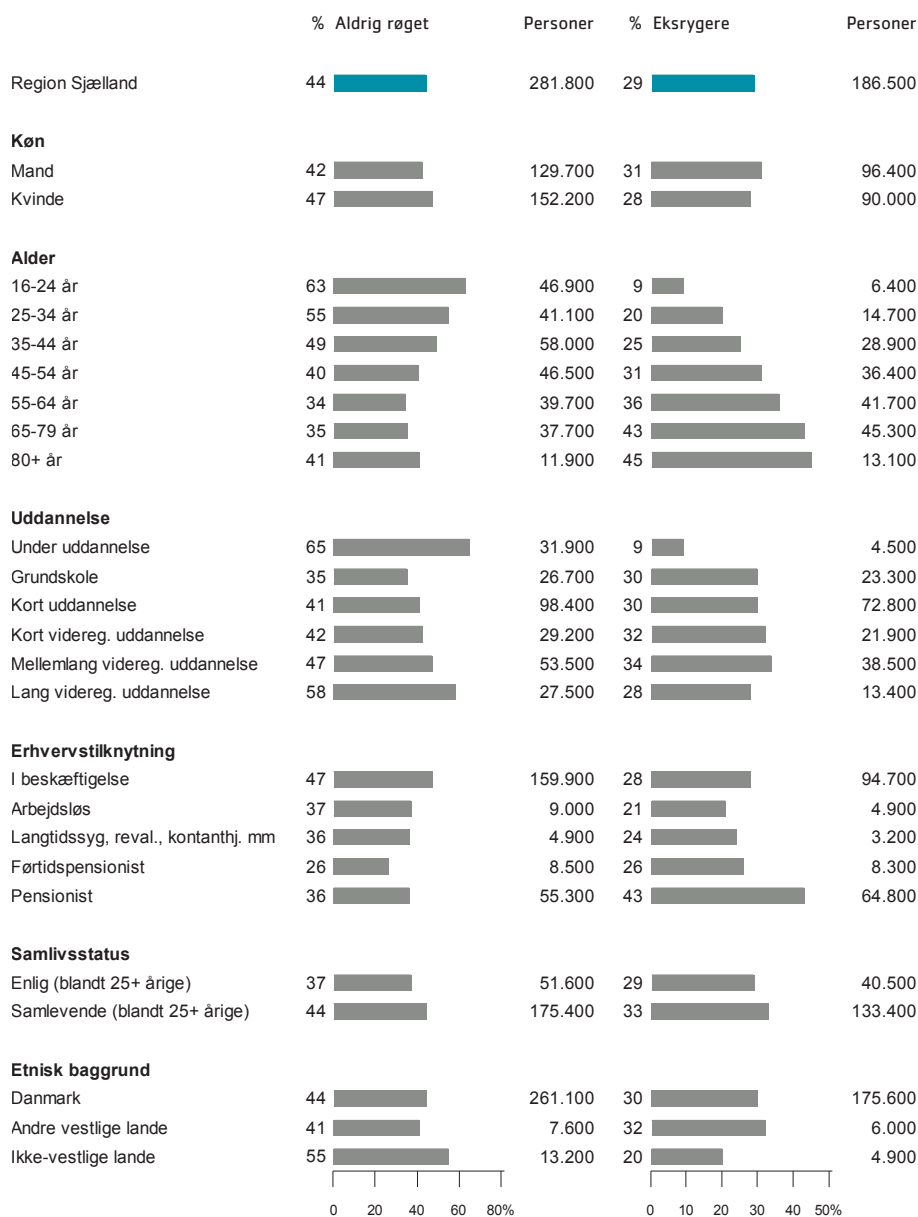 % Aldrig røget Personer % Eksrygere Personer
Region Sjælland 44 281.800 29 186.500
Køn
Mand 42 129.700 31 96.400
Kvinde 47 152.200 28 90.000
Alder
16-24 år 63 46.900 9 6.400
25-34 år 55 41.100 20 14.700
35-44 år 49 58.000 25 28.900
45-54 år 40 46.500 31 36.400
55-64 år 34 39.700 36 41.700
65-79 år 35 37.700 43 45.300
80+ år 41 11.900 45 13.100
Uddannelse
Under uddannelse 65 31.900 9 4.500
Grundskole 35 26.700 30 23.300
Kort uddannelse 41 98.400 30 72.800
Kort videreg. uddannelse 42 29.200 32 21.900
Mellemlang videreg. uddannelse 47 53.500 34 38.500
Lang videreg. uddannelse 58 27.500 28 13.400
Erhvervstilknytning
I beskæftigelse 47 159.900 28 94.700
Arbejdsløs 37 9.000 21 4.900
Langtidssyg, reval., kontanthj. mm 36 4.900 24 3.200
Førtidspensionist 26 8.500 26 8.300
Pensionist 36 55.300 43 64.800
Samlivsstatus
Enlig (blandt 25+ årige) 37 51.600 29 40.500
Samlevende (blandt 25+ årige) 44 175.400 33 133.400
Etnisk baggrund
Danmark 44 261.100 30 175.600
Andre vestlige lande 41 7.600 32 6.000
Ikke-vestlige lande 55 13.200 20 4.900
0 20 40 60 80% 0 10 20 30 40 50%